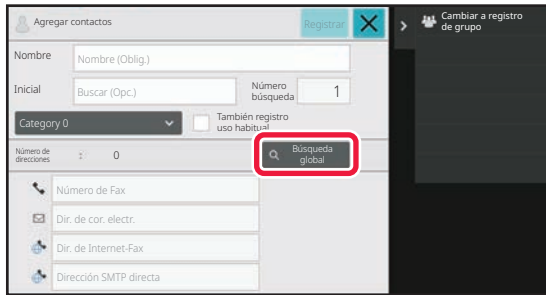 Agregar contactos
Registrar
Cambiar a registro
de grupo
Nombre
Nombre (Oblig.)
Inicial
Buscar (Opc.)
Número
búsqueda
1
Category 0
También registro
uso habitual
Número de
direcciones
:
0
Búsqueda
global
Número de Fax
Dir. de cor. electr.
Dir. de Internet-Fax
Dirección SMTP directa